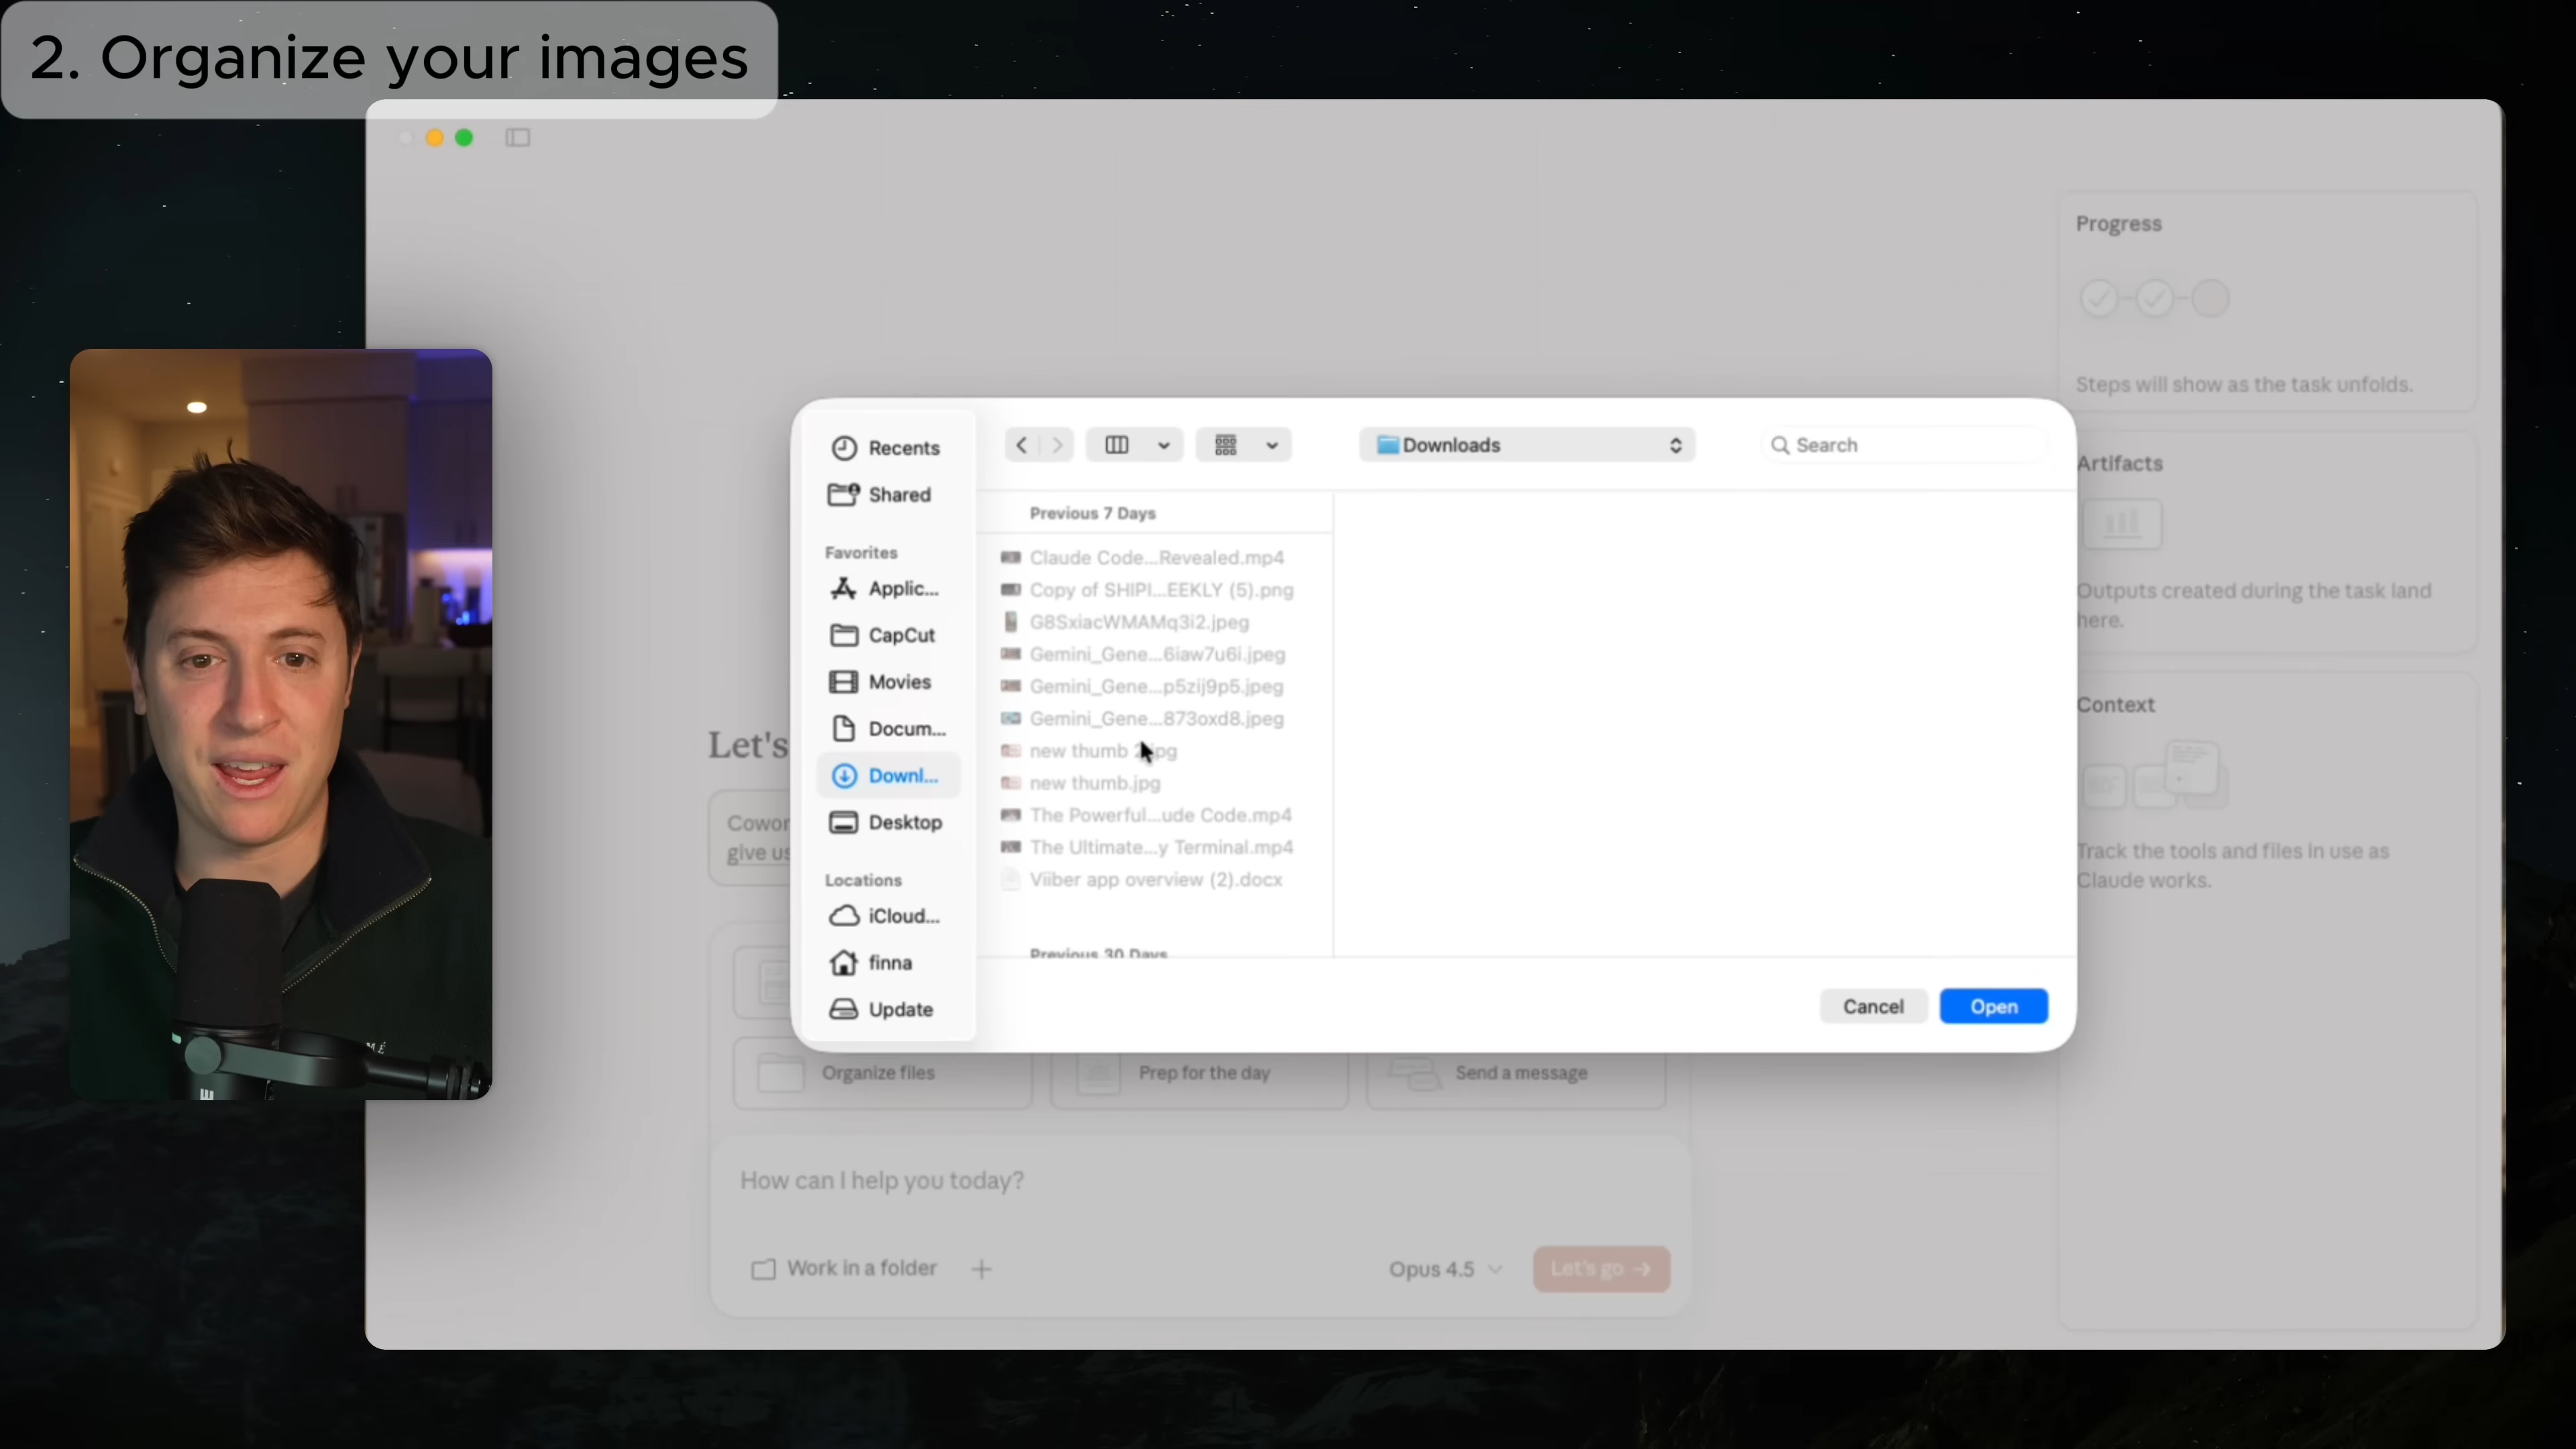 2. Organize your images
Progress
Steps will show as the task unfolds.
Artifacts
Outputs created during the task land
here.
Context
Track the tools and files in use as
Claude works.
Let's
Cowor
give us
Recents
Shared
Favorites
Applic...
CapCut
Movies
Docum...
Downl...
Desktop
Locations
iCloud...
finna
Update
Downloads
Search
Previous 7 Days
Claude Code...Revealed.mp4
Copy of SHIPI...EEKLY (5).png
G8SxiacWMAMq3i2.jpeg
Gemini_Gene...6iaw7u6i.jpeg
Gemini_Gene...p5zij9p5.jpeg
Gemini_Gene...873oxd8.jpeg
new thumb 2.jpg
new thumb.jpg
The Powerful...ude Code.mp4
The Ultimate...y Terminal.mp4
Viiber app overview (2).docx
Previous 30 Days
Cancel
Open
Organize files
Prep for the day
Send a message
How can I help you today?
Work in a folder
Opus 4.5
Let's go →